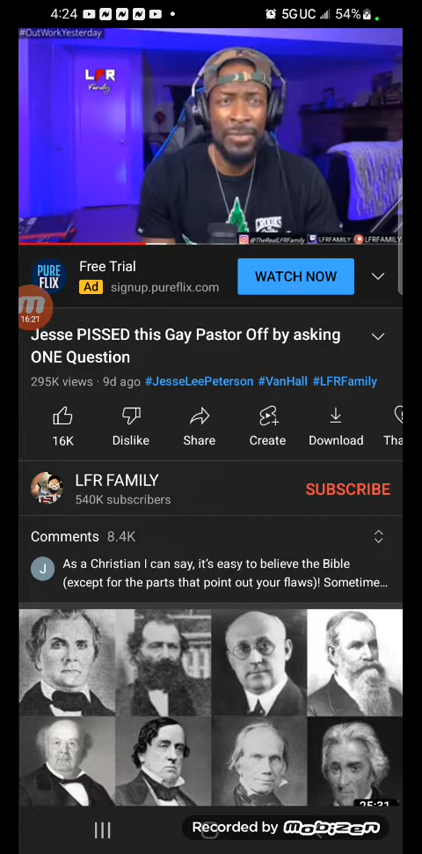 4:24
5GUC
54%
#OutWorkYesterday
LFR
Family
@TheRealLFRFamily LFRFAMILY LFRFAMILY
PURE
FLIX
Free Trial
Ad signup.pureflix.com
WATCH NOW
16:21
Jesse PISSED this Gay Pastor Off by asking
ONE Question
295K views · 9d ago #JesseLeePeterson #VanHall #LFRFamily
16K Dislike Share Create Download Tha
LFR FAMILY
540K subscribers
SUBSCRIBE
Comments 8.4K
J
As a Christian I can say, it's easy to believe the Bible
(except for the parts that point out your flaws)! Sometime...
25:31
Recorded by MOBIZEN